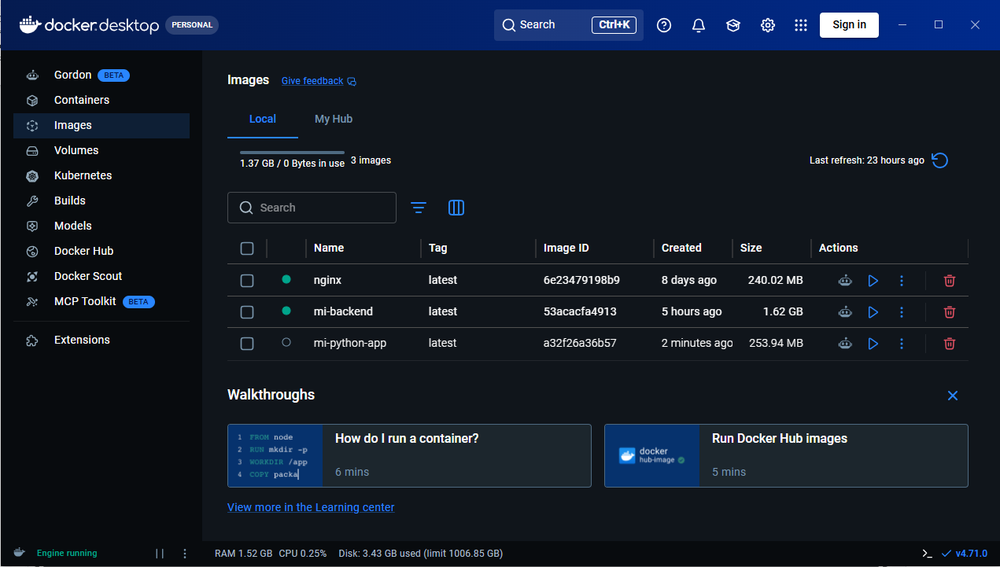 docker.desktop PERSONAL Search Ctrl+K Sign in
Gordon BETA
Containers
Images
Volumes
Kubernetes
Builds
Models
Docker Hub
Docker Scout
MCP Toolkit BETA
Extensions
Images Give feedback
Local My Hub
1.37 GB / 0 Bytes in use 3 images Last refresh: 23 hours ago
Search
Name Tag Image ID Created Size Actions
nginx latest 6e23479198b9 8 days ago 240.02 MB
mi-backend latest 53acacfa4913 5 hours ago 1.62 GB
mi-python-app latest a32f26a36b57 2 minutes ago 253.94 MB
Walkthroughs
1 FROM node
2 RUN mkdir -p
3 WORKDIR /app
4 COPY packa
How do I run a container?
6 mins
docker
hub-image
Run Docker Hub images
5 mins
View more in the Learning center
Engine running RAM 1.52 GB CPU 0.25% Disk: 3.43 GB used (limit 1006.85 GB) v4.71.0